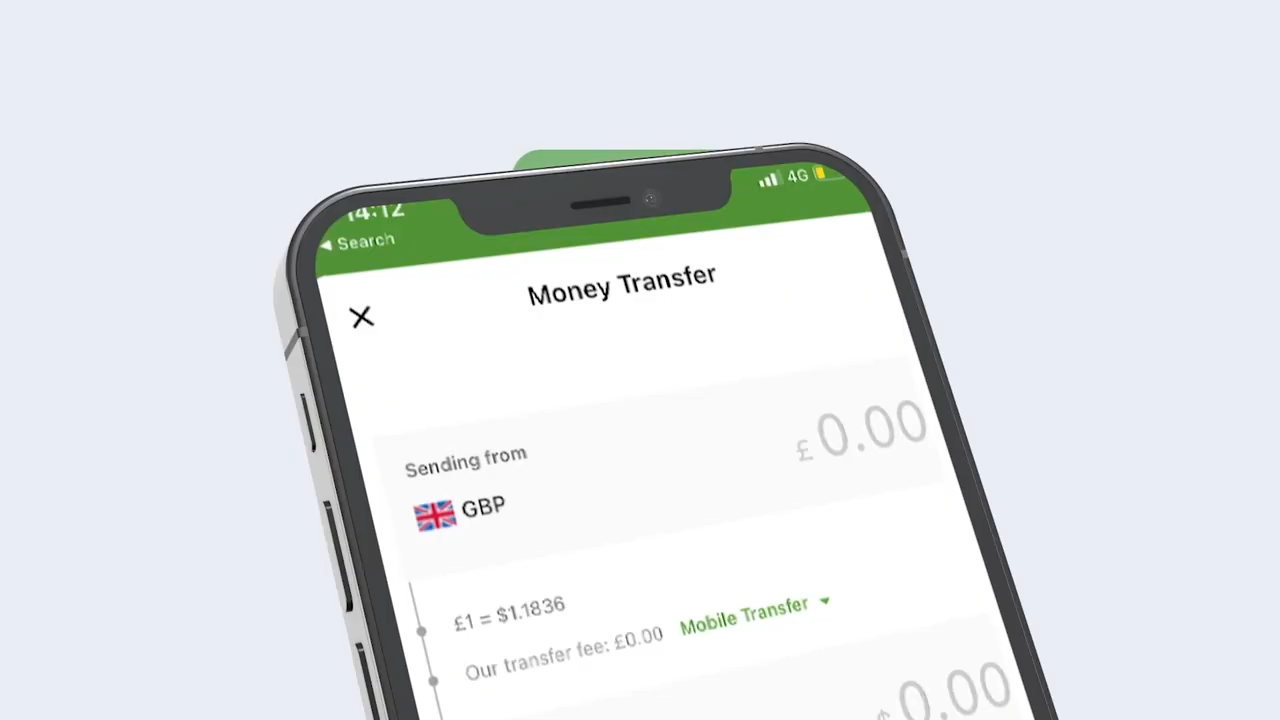 14:12
4G
◀ Search
Money Transfer
Sending from
£0.00
GBP
£1 = $1.1836
Our transfer fee: £0.00 Mobile Transfer
$0.00